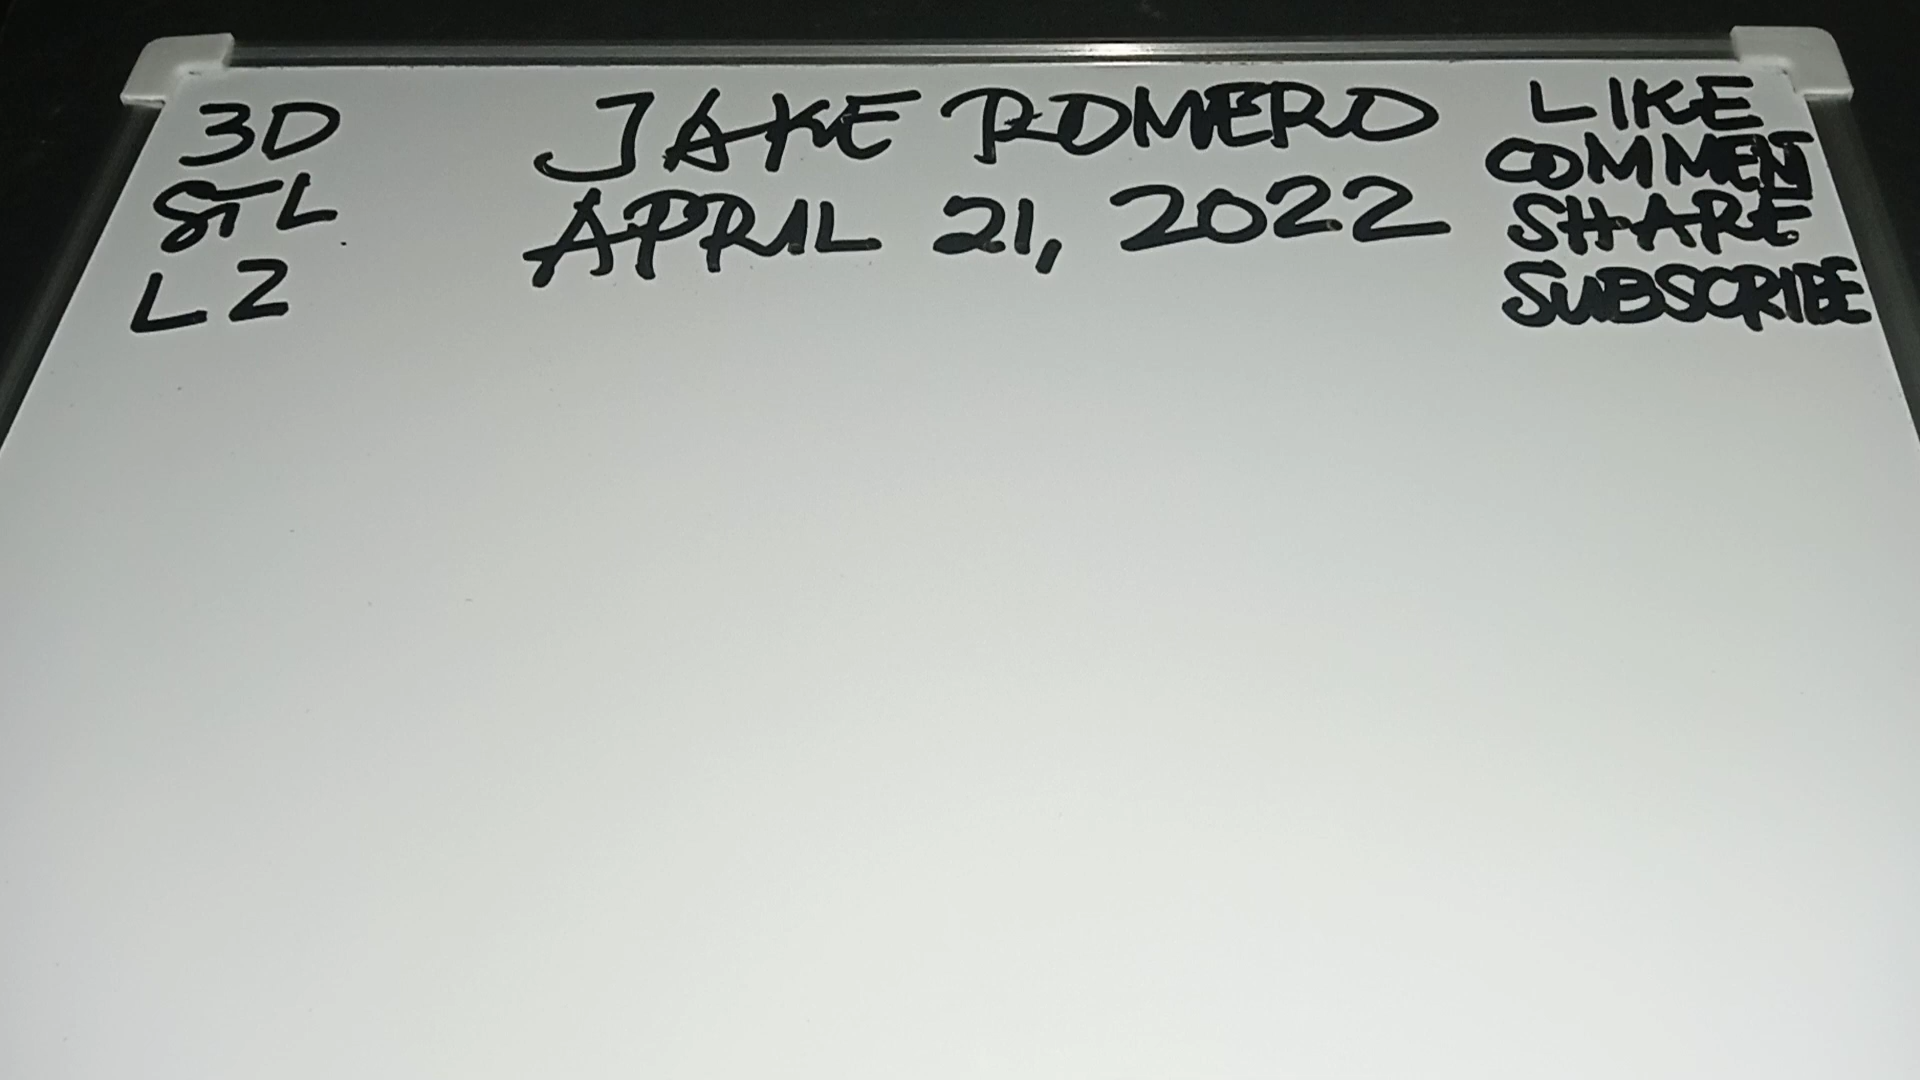 3D
STL
L2
JAKE ROMERO
APRIL 21, 2022
LIKE
COMMENT
SHARE
SUBSCRIBE